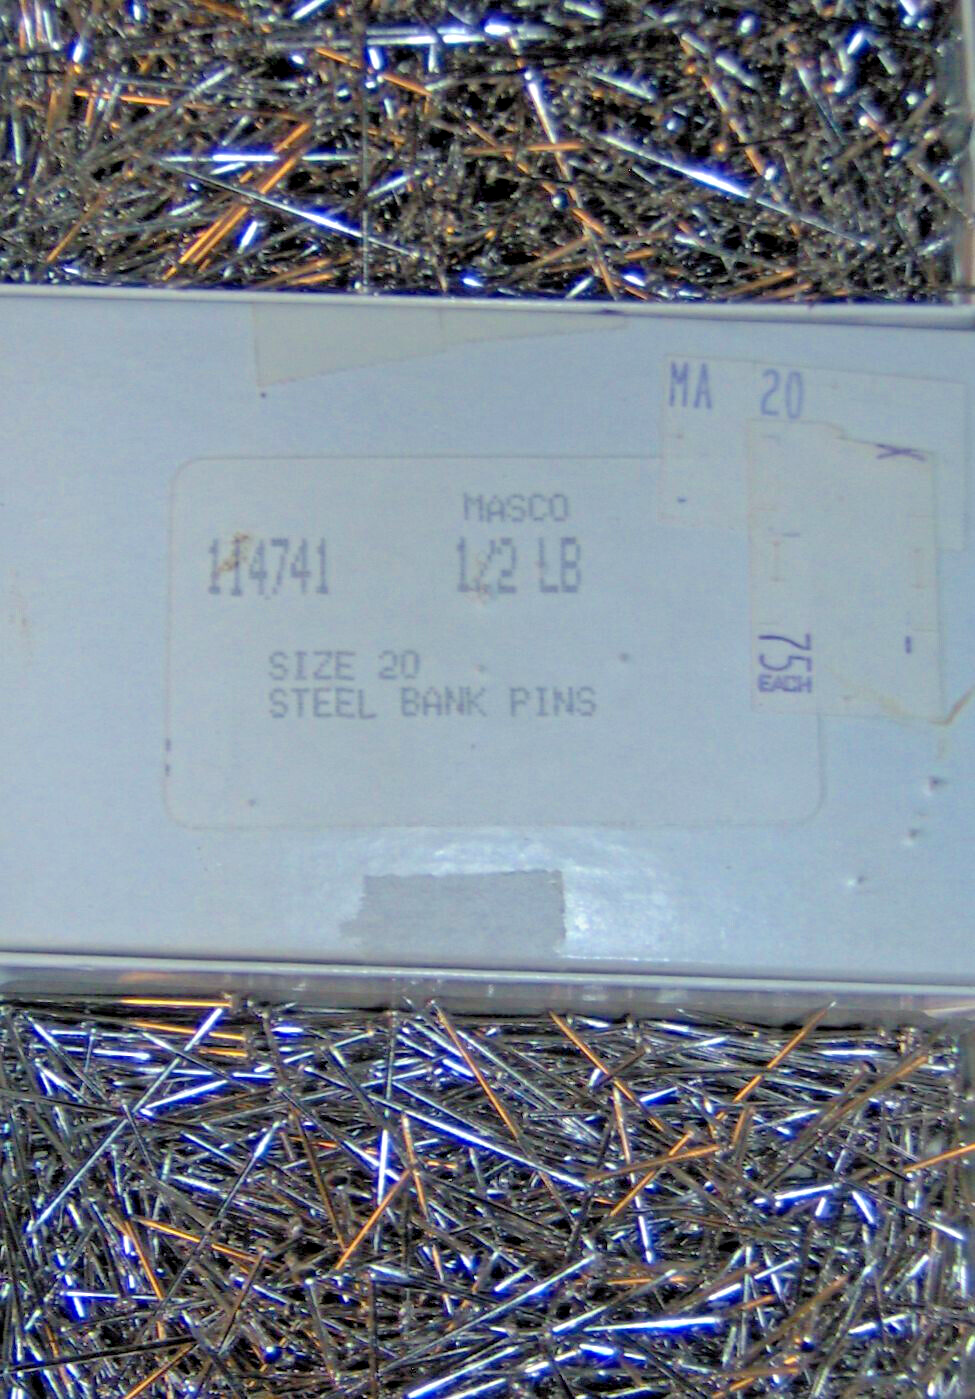 MA 20
MASCO
114741 1/2 LB
SIZE 20
STEEL BANK PINS
75
EACH